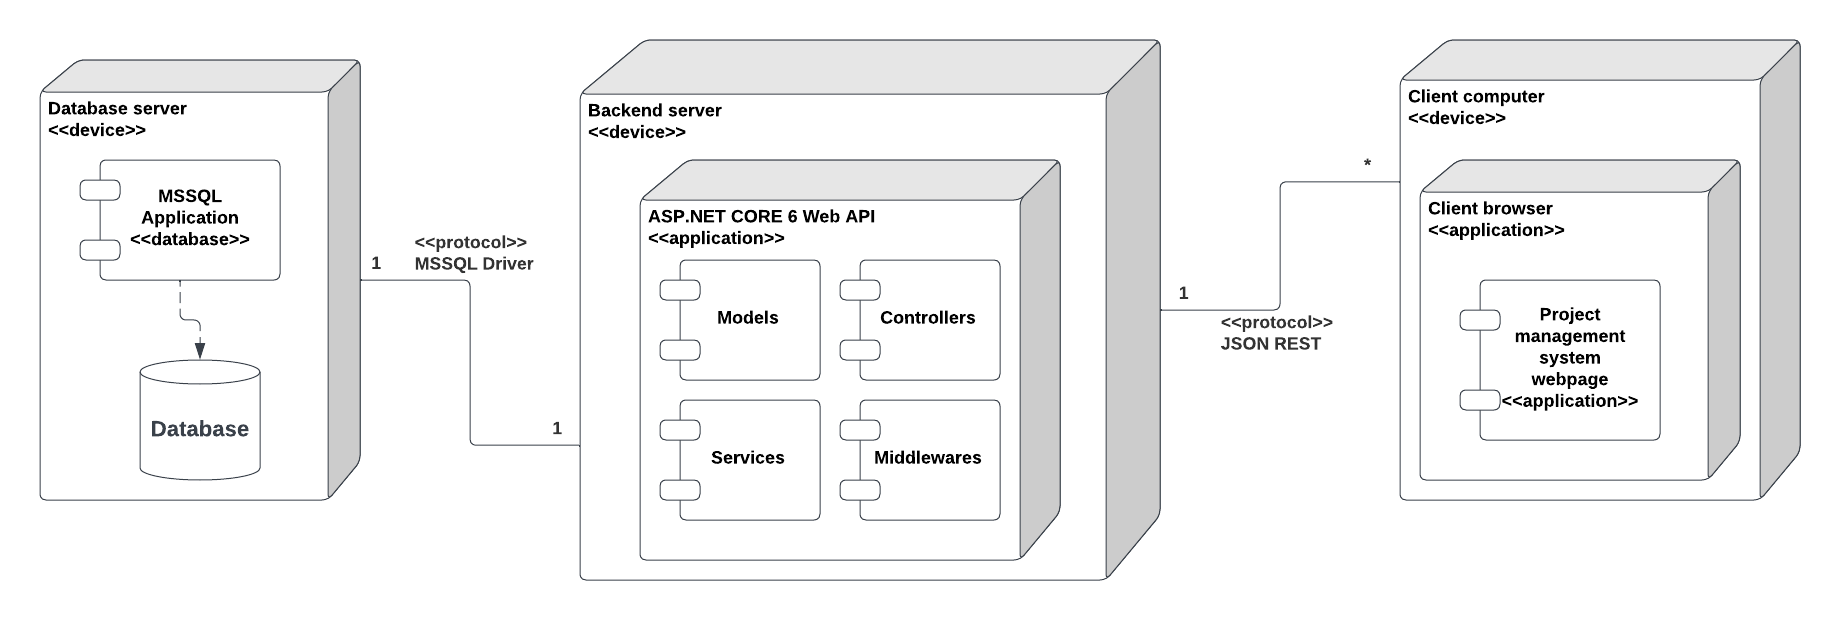 Database server
<<device>>
MSSQL
Application
<<database>>
Database
1
<<protocol>>
MSSQL Driver
1
Backend server
<<device>>
ASP.NET CORE 6 Web API
<<application>>
Models
Controllers
Services
Middlewares
1
<<protocol>>
JSON REST
*
Client computer
<<device>>
Client browser
<<application>>
Project
management
system
webpage
<<application>>